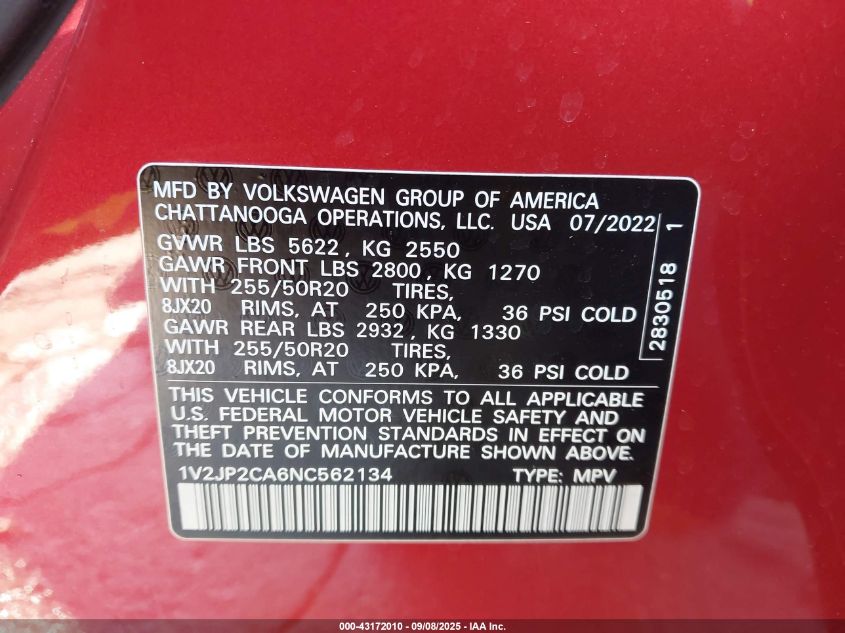 MFD BY VOLKSWAGEN GROUP OF AMERICA
CHATTANOOGA OPERATIONS, LLC. USA 07/2022
GVWR LBS 5622, KG 2550
GAWR FRONT LBS 2800, KG 1270
WITH 255/50R20 TIRES,
8JX20 RIMS, AT 250 KPA, 36 PSI COLD
GAWR REAR LBS 2932, KG 1330
WITH 255/50R20 TIRES,
8JX20 RIMS, AT 250 KPA, 36 PSI COLD
2830518 1
THIS VEHICLE CONFORMS TO ALL APPLICABLE
U.S. FEDERAL MOTOR VEHICLE SAFETY AND
THEFT PREVENTION STANDARDS IN EFFECT ON
THE DATE OF MANUFACTURE SHOWN ABOVE.
1V2JP2CA6NC562134 TYPE: MPV
000-43172010 - 09/08/2025 - IAA Inc.